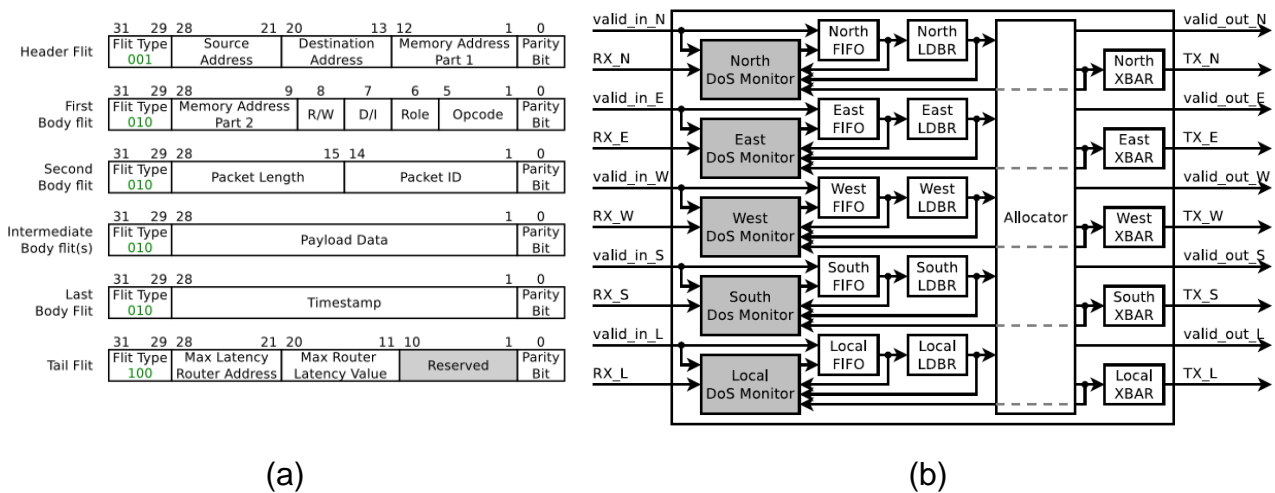 31 29 28 21 20 13 12 1 0
Header Flit
Flit Type 001
Source Address
Destination Address
Memory Address Part 1
Parity Bit
31 29 28 9 8 7 6 5 1 0
First Body flit
Flit Type 010
Memory Address Part 2
R/W
D/I
Role
Opcode
Parity Bit
31 29 28 15 14 1 0
Second Body flit
Flit Type 010
Packet Length
Packet ID
Parity Bit
31 29 28 1 0
Intermediate Body flit(s)
Flit Type 010
Payload Data
Parity Bit
31 29 28 1 0
Last Body Flit
Flit Type 010
Timestamp
Parity Bit
31 29 28 21 20 11 10 1 0
Tail Flit
Flit Type 100
Max Latency Router Address
Max Router Latency Value
Reserved
Parity Bit
(a)
valid_in_N
RX_N
North DoS Monitor
North FIFO
North LDBR
valid_out_N
North XBAR
TX_N
valid_in_E
RX_E
East DoS Monitor
East FIFO
East LDBR
valid_out_E
East XBAR
TX_E
valid_in_W
RX_W
West DoS Monitor
West FIFO
West LDBR
Allocator
valid_out_W
West XBAR
TX_W
valid_in_S
RX_S
South Dos Monitor
South FIFO
South LDBR
valid_out_S
South XBAR
TX_S
valid_in_L
RX_L
Local DoS Monitor
Local FIFO
Local LDBR
valid_out_L
Local XBAR
TX_L
(b)